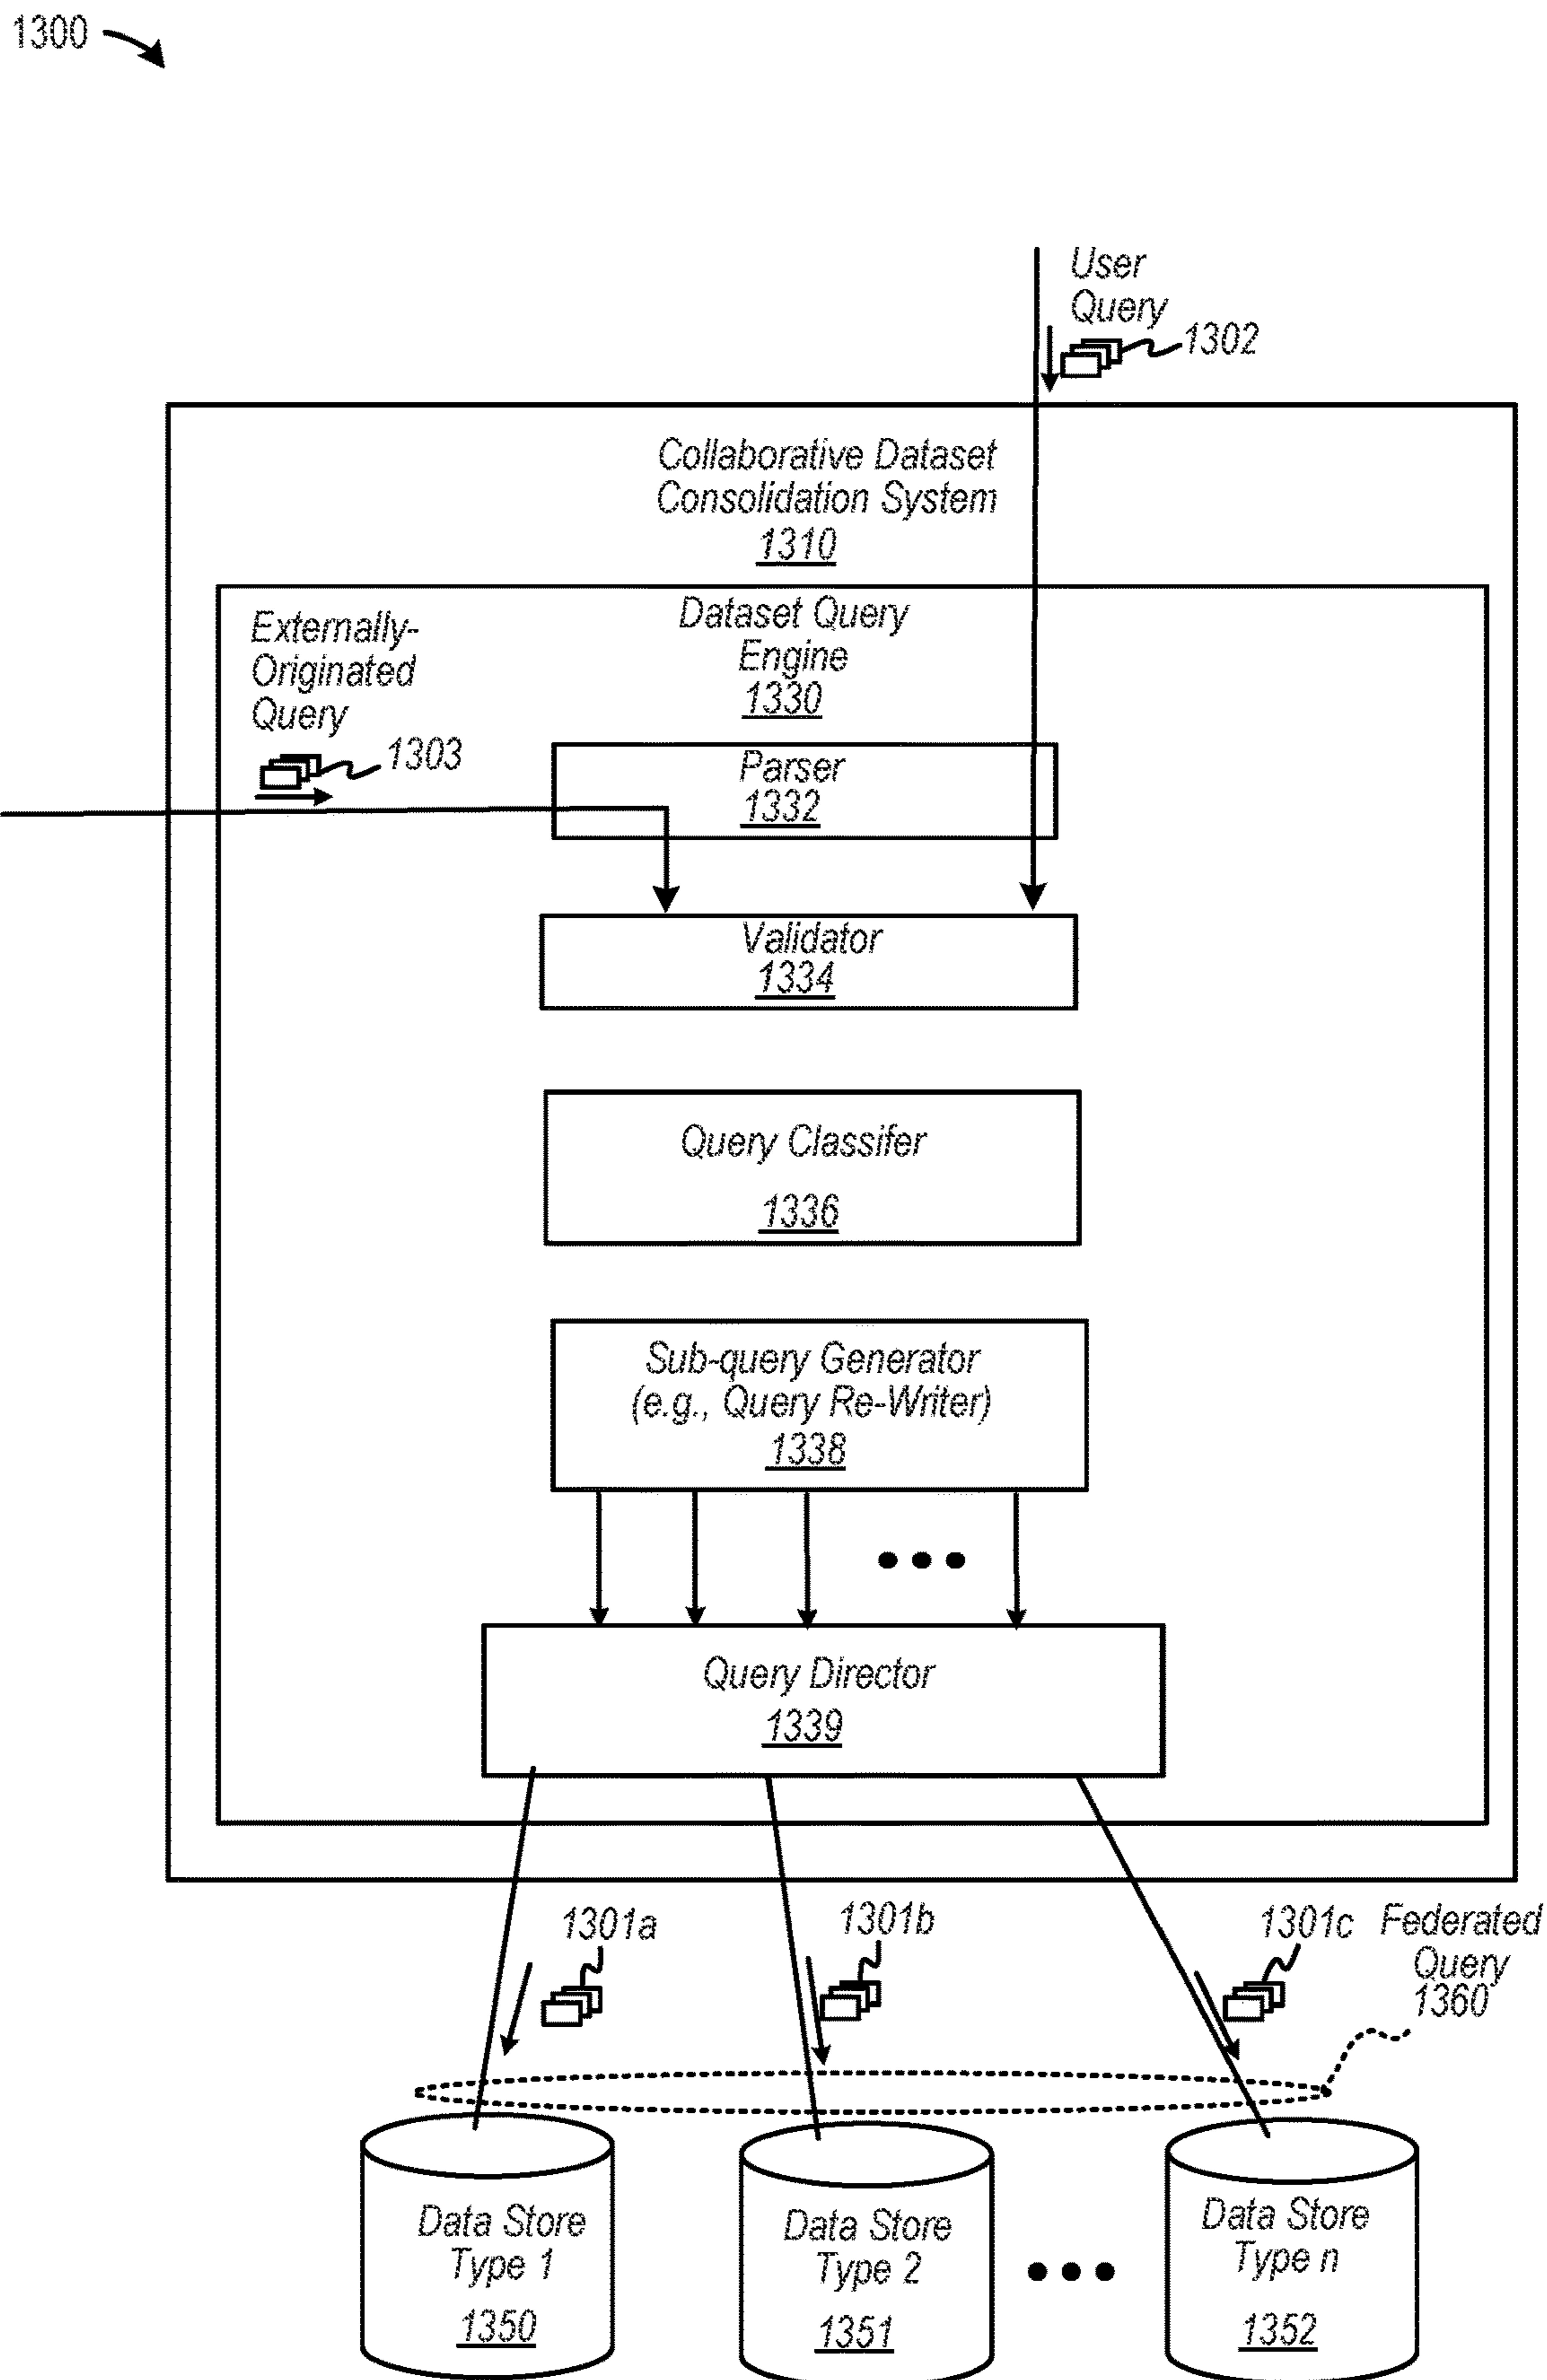 1300
User
Query
1302
Collaborative Dataset
Consolidation System
1310
Externally-
Originated
Query
1303
Dataset Query
Engine
1330
Parser
1332
Validator
1334
Query Classifer
1336
Sub-query Generator
(e.g., Query Re-Writer)
1338
Query Director
1339
1301a
1301b
1301c
Federated
Query
1360
Data Store
Type 1
1350
Data Store
Type 2
1351
Data Store
Type n
1352